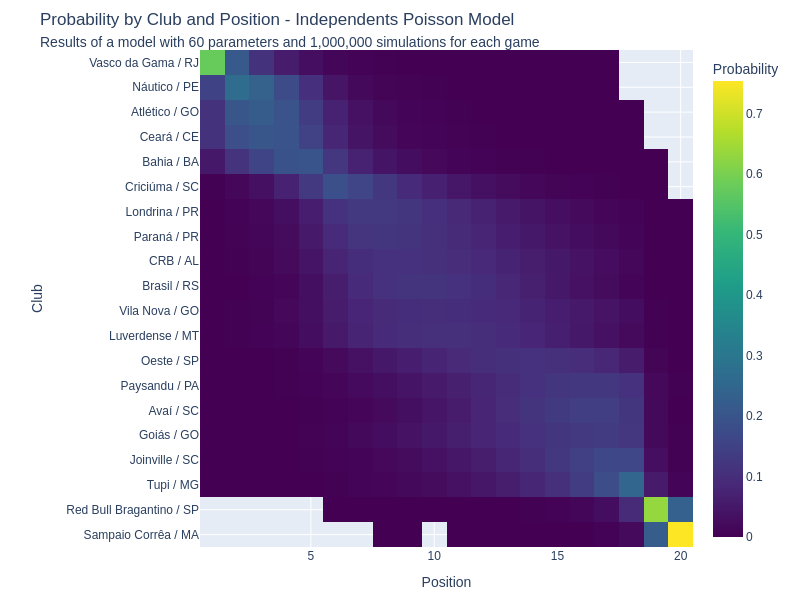 Probability by Club and Position - Independents Poisson Model
Results of a model with 60 parameters and 1,000,000 simulations for each game
Probability
Vasco da Gama / RJ
Náutico / PE
Atlético / GO
Ceará / CE
Bahia / BA
Criciúma / SC
Londrina / PR
Paraná / PR
CRB / AL
Brasil / RS
Vila Nova / GO
Luverdense / MT
Oeste / SP
Paysandu / PA
Avaí / SC
Goiás / GO
Joinville / SC
Tupi / MG
Red Bull Bragantino / SP
Sampaio Corrêa / MA
Club
0.7
0.6
0.5
0.4
0.3
0.2
0.1
0
5
10
15
20
Position